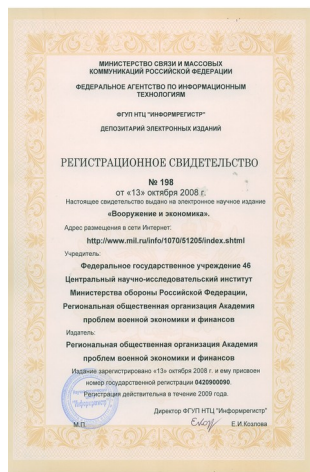 МИНИСТЕРСТВО СВЯЗИ И МАССОВЫХ
КОММУНИКАЦИЙ РОССИЙСКОЙ ФЕДЕРАЦИИ
ФЕДЕРАЛЬНОЕ АГЕНТСТВО ПО ИНФОРМАЦИОННЫМ
ТЕХНОЛОГИЯМ
ФГУП НТЦ "ИНФОРМРЕГИСТР"
ДЕПОЗИТАРИЙ ЭЛЕКТРОННЫХ ИЗДАНИЙ
РЕГИСТРАЦИОННОЕ СВИДЕТЕЛЬСТВО
№ 198
от «13» октября 2008 г.
Настоящее свидетельство выдано на электронное научное издание
«Вооружение и экономика».
Адрес размещения в сети Интернет:
http://www.mil.ru/info/1070/51205/index.shtml
Учредитель:
Федеральное государственное учреждение 46
Центральный научно-исследовательский институт
Министерства обороны Российской Федерации,
Региональная общественная организация Академия
проблем военной экономики и финансов
Издатель:
Региональная общественная организация Академия
проблем военной экономики и финансов
Издание зарегистрировано «13» октября 2008 г. и ему присвоен
номер государственной регистрации 0420900090.
Регистрация действительна в течение 2009 года.
Директор ФГУП НТЦ "Информрегистр"
М.П. Е.И.Козлова